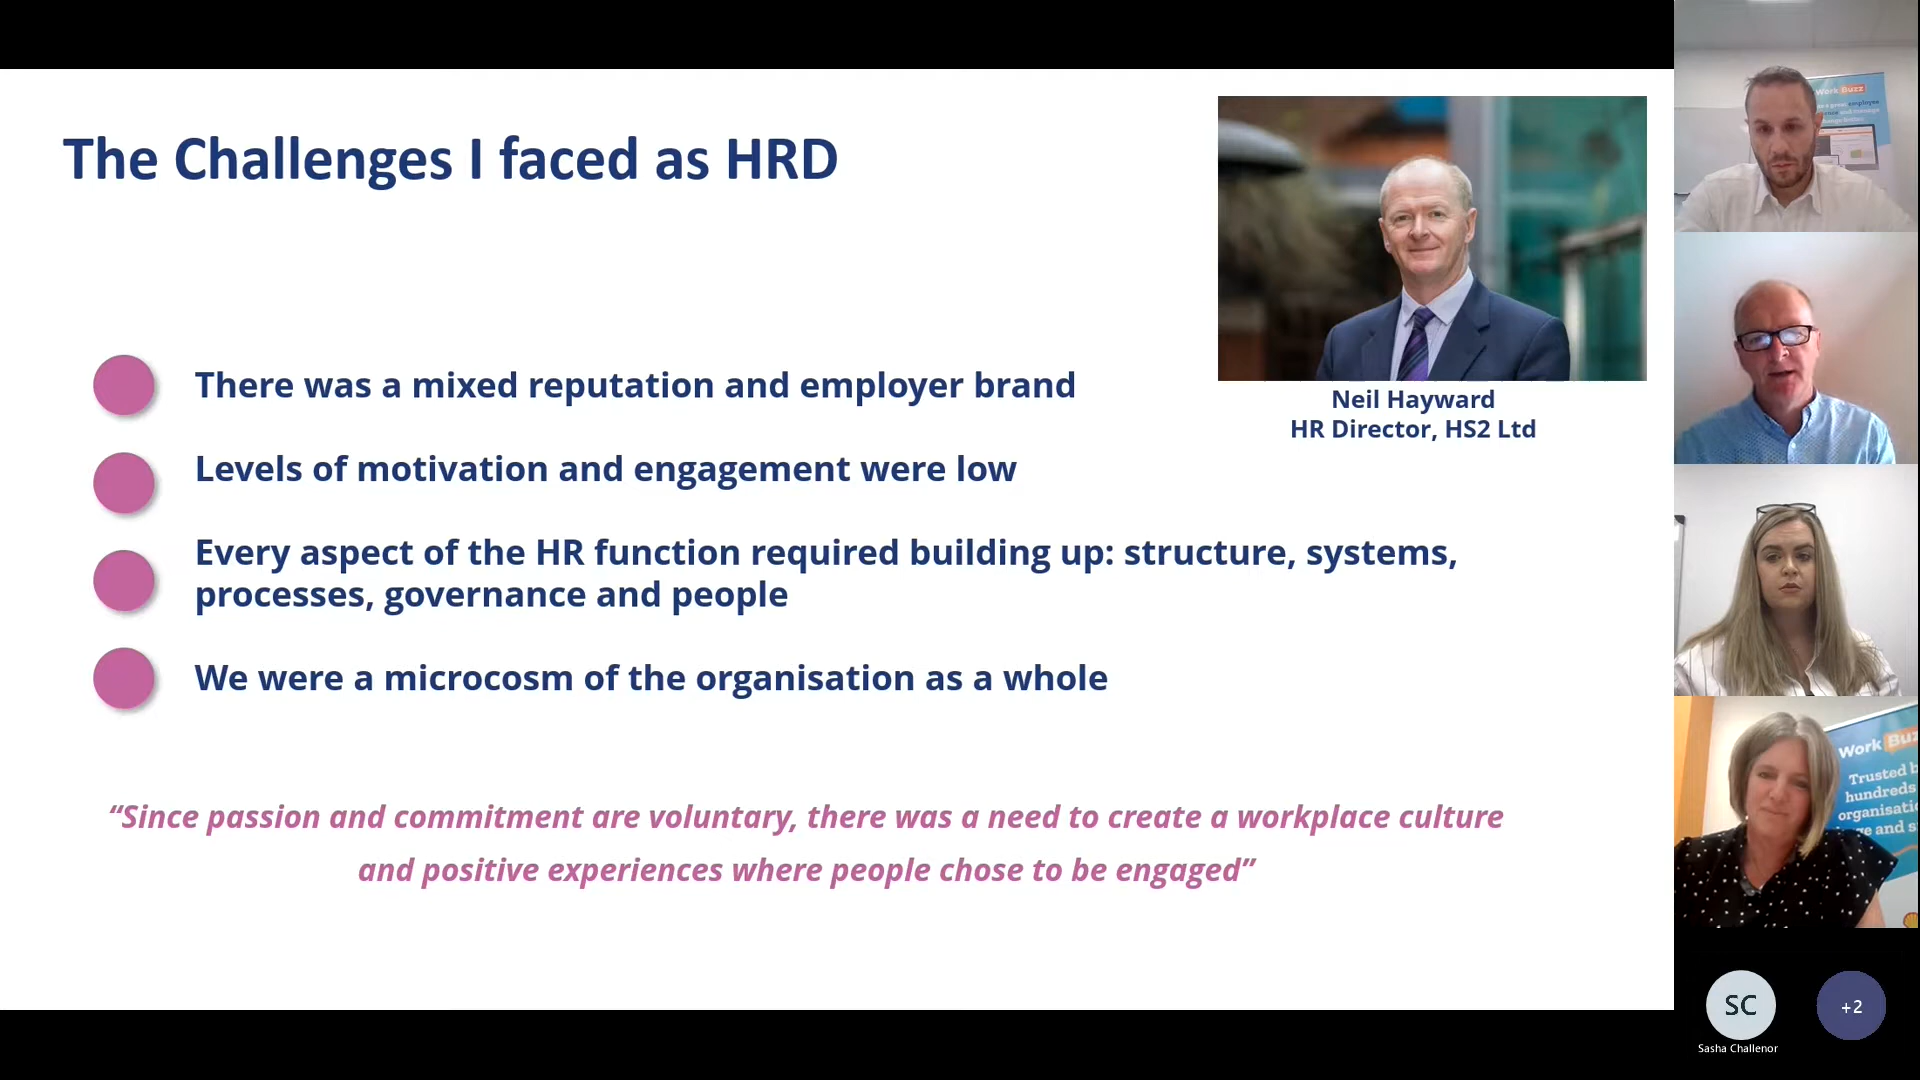 The Challenges I faced as HRD
Neil Hayward
HR Director, HS2 Ltd
There was a mixed reputation and employer brand
Levels of motivation and engagement were low
Every aspect of the HR function required building up: structure, systems,
processes, governance and people
We were a microcosm of the organisation as a whole
“Since passion and commitment are voluntary, there was a need to create a workplace culture
and positive experiences where people chose to be engaged”
Work Buzz
Work Buzz
Trusted
hundreds
SC
+2
Sasha Challenor